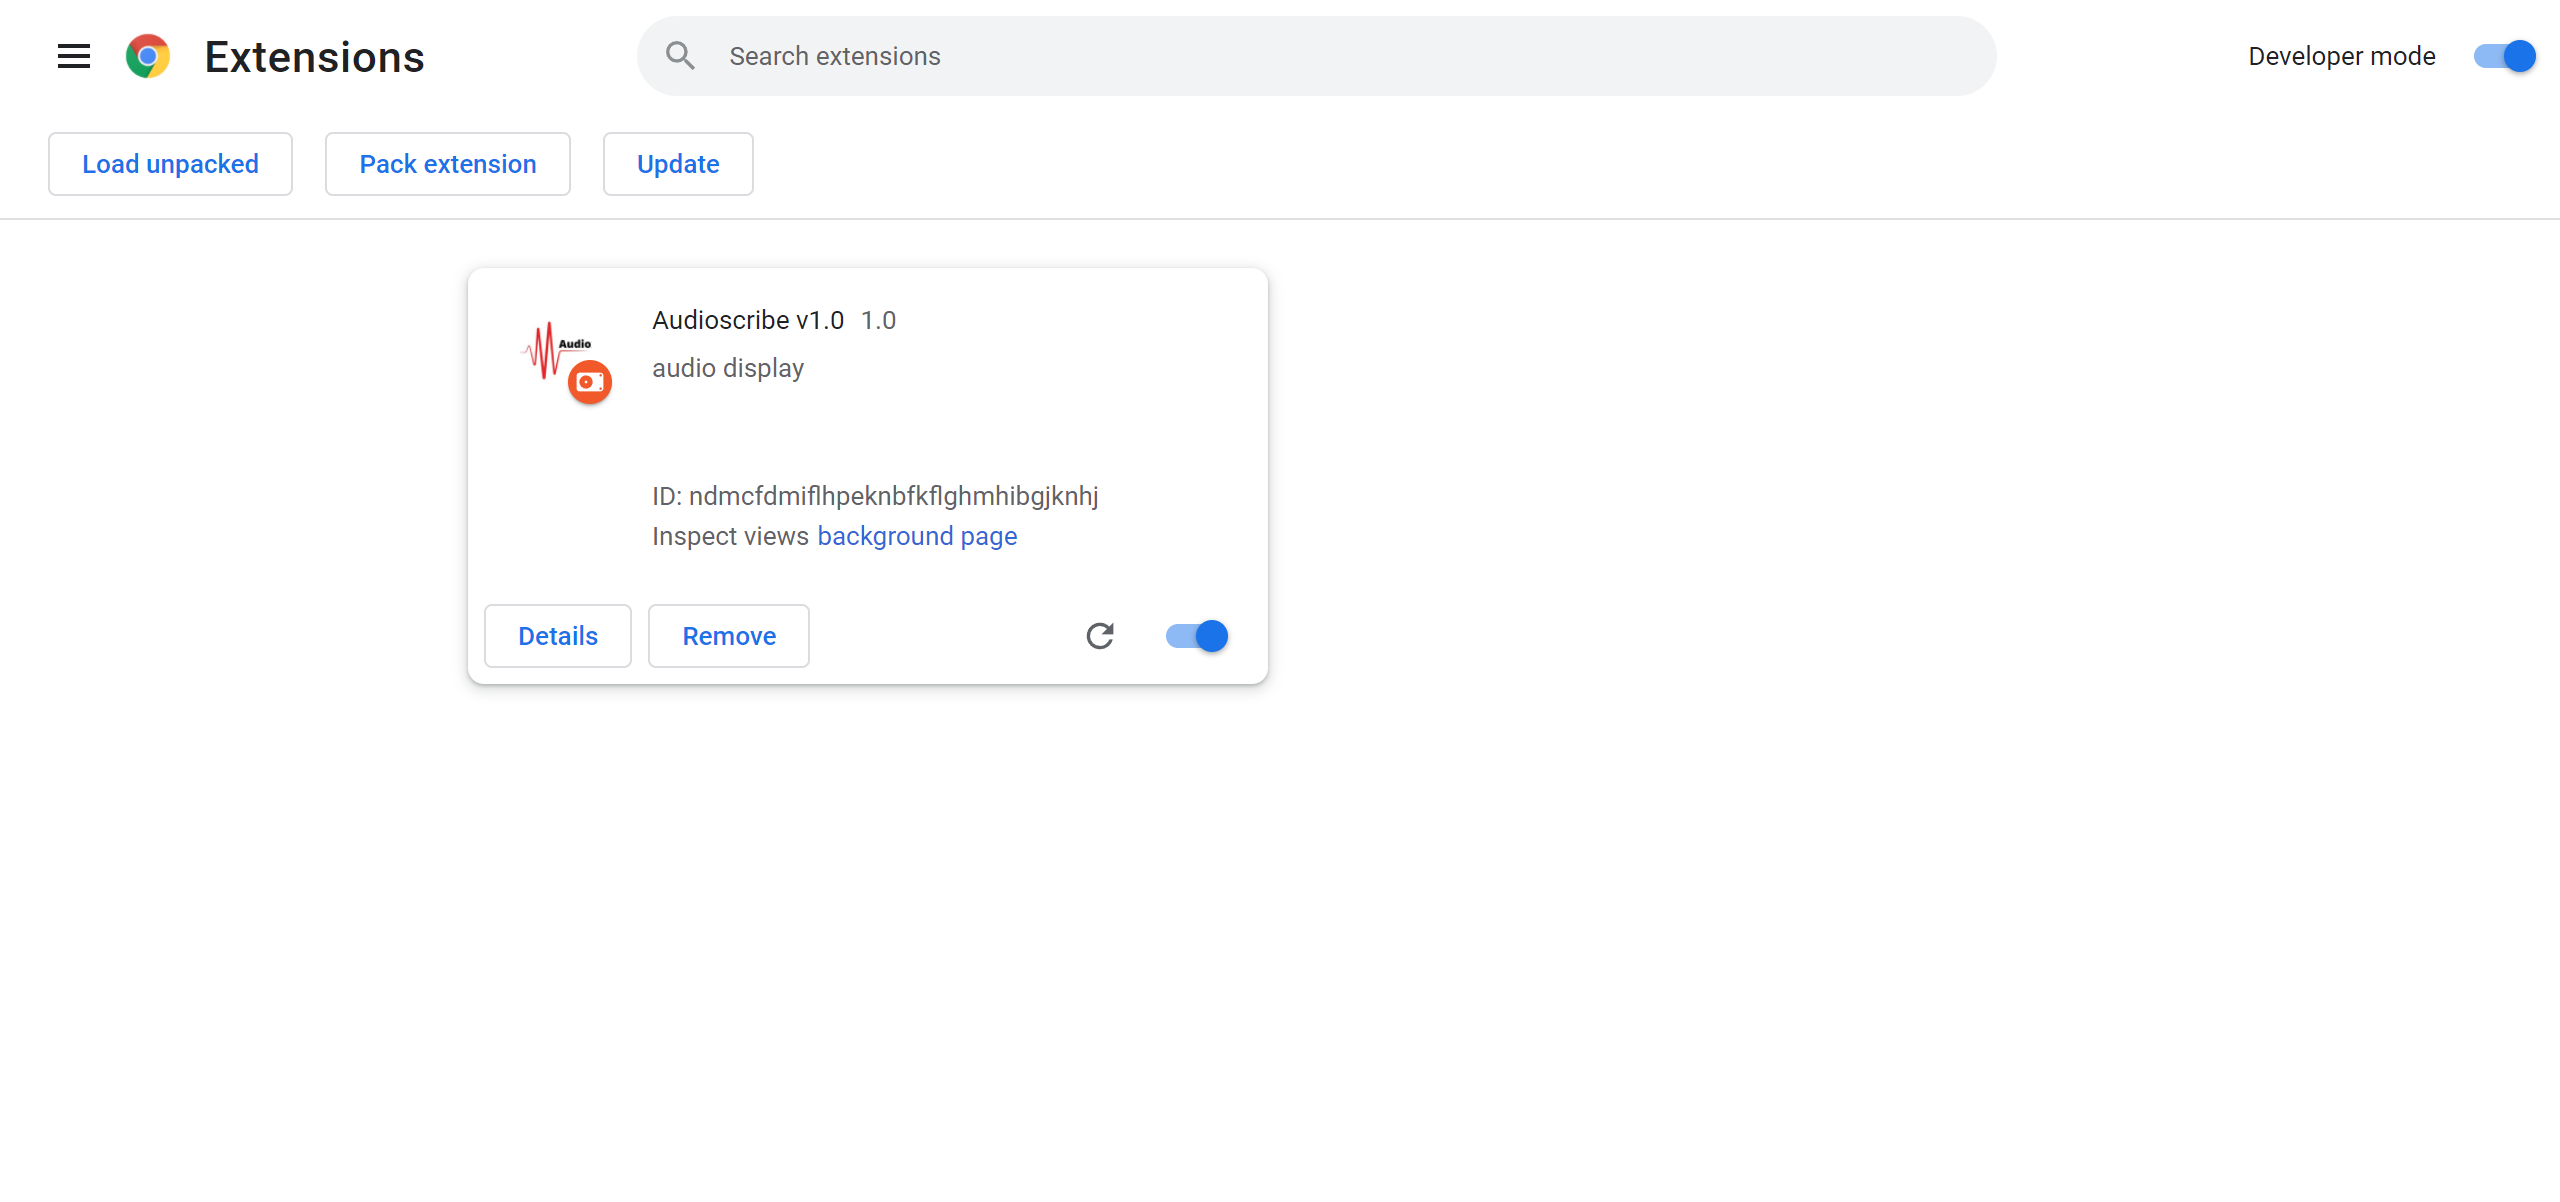 Extensions
Search extensions
Developer mode
Load unpacked
Pack extension
Update
Audioscribe v1.0 1.0
Audio
audio display
ID: ndmcfdmiflhpeknbfkflghmhibgjknhj
Inspect views background page
Details
Remove